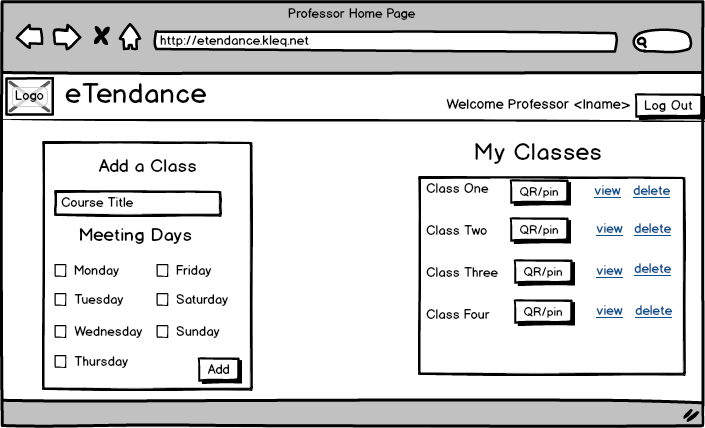 Professor Home Page
http://etendance.kleq.net
Logo
eTendance
Welcome Professor <lname>
Log Out
Add a Class
Course Title
Meeting Days
Monday
Friday
Tuesday
Saturday
Wednesday
Sunday
Thursday
Add
My Classes
Class One QR/pin view delete
Class Two QR/pin view delete
Class Three QR/pin view delete
Class Four QR/pin view delete